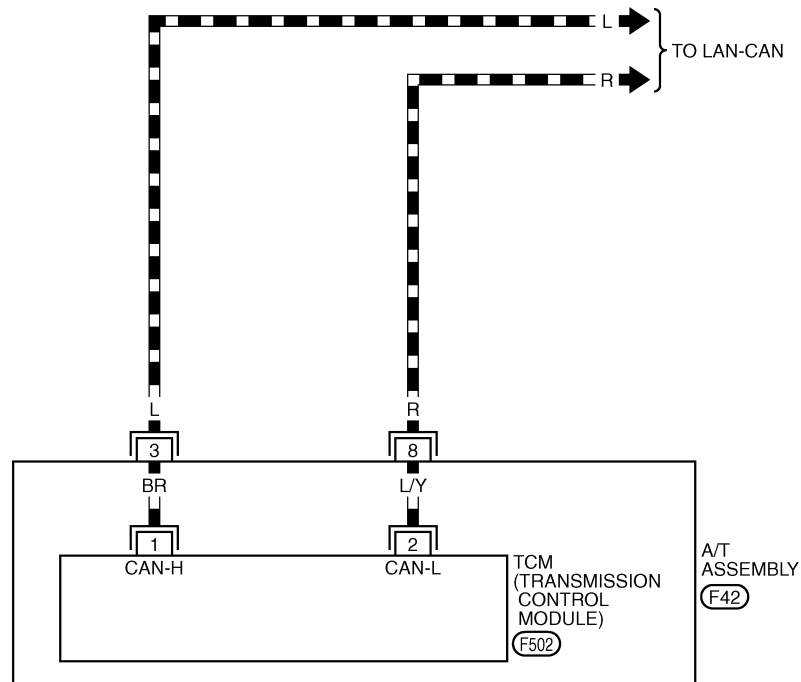 L
TO LAN-CAN
R
L
R
3
8
BR
L/Y
1
2
CAN-H
CAN-L
TCM
(TRANSMISSION
CONTROL
MODULE)
F502
A/T
ASSEMBLY
F42